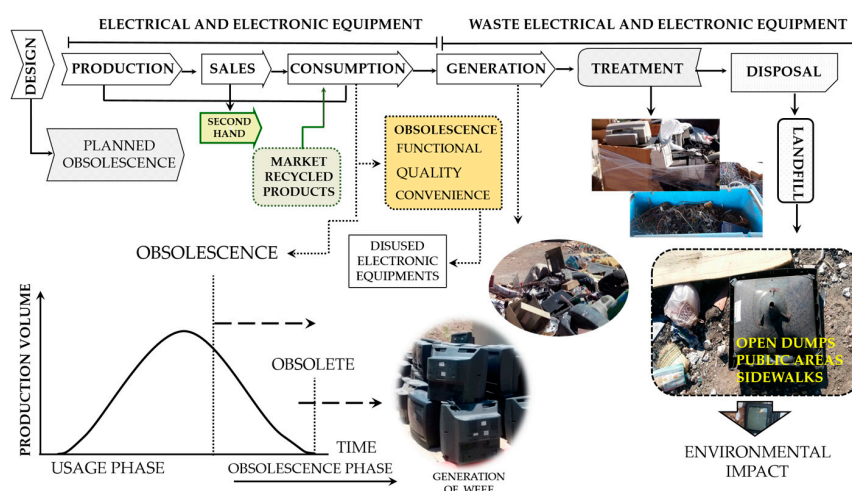 ELECTRICAL AND ELECTRONIC EQUIPMENT
WASTE ELECTRICAL AND ELECTRONIC EQUIPMENT
DESIGN
PRODUCTION
SALES
CONSUMPTION
GENERATION
TREATMENT
DISPOSAL
PLANNED
OBSOLESCENCE
SECOND
HAND
MARKET
RECYCLED
PRODUCTS
OBSOLESCENCE
FUNCTIONAL
QUALITY
CONVENIENCE
LANDFILL
DISUSED
ELECTRONIC
EQUIPMENTS
OBSOLESCENCE
PRODUCTION VOLUME
OBSOLETE
TIME
USAGE PHASE
OBSOLESCENCE PHASE
GENERATION
OF WEEE
OPEN DUMPS
PUBLIC AREAS
SIDEWALKS
ENVIRONMENTAL
IMPACT